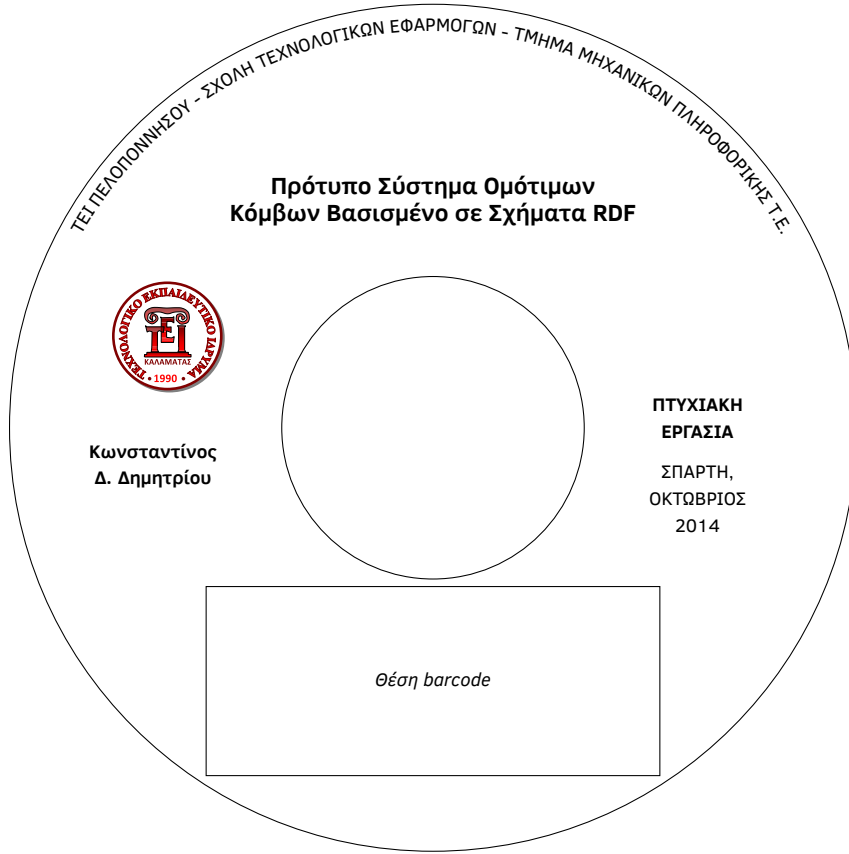 ΤΕΙ ΠΕΛΟΠΟΝΝΗΣΟΥ - ΣΧΟΛΗ ΤΕΧΝΟΛΟΓΙΚΩΝ ΕΦΑΡΜΟΓΩΝ - ΤΜΗΜΑ ΜΗΧΑΝΙΚΩΝ ΠΛΗΡΟΦΟΡΙΚΗΣ Τ.Ε.
Πρότυπο Σύστημα Ομότιμων
Κόμβων Βασισμένο σε Σχήματα RDF
ΤΕΧΝΟΛΟΓΙΚΟ ΕΚΠΑΙΔΕΥΤΙΚΟ ΙΔΡΥΜΑ
ΤΕΙ
ΚΑΛΑΜΑΤΑΣ
• 1990 •
Κωνσταντίνος
Δ. Δημητρίου
ΠΤΥΧΙΑΚΗ
ΕΡΓΑΣΙΑ
ΣΠΑΡΤΗ,
ΟΚΤΩΒΡΙΟΣ
2014
Θέση barcode